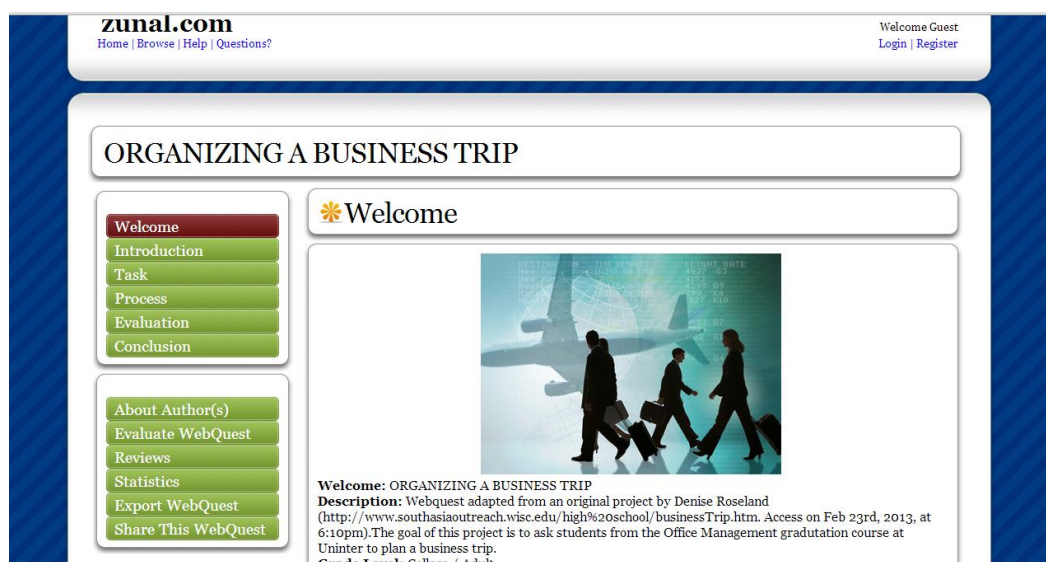 zunal.com
Home | Browse | Help | Questions?
Welcome Guest
Login | Register
ORGANIZING A BUSINESS TRIP
Welcome
Introduction
Task
Process
Evaluation
Conclusion
About Author(s)
Evaluate WebQuest
Reviews
Statistics
Export WebQuest
Share This WebQuest
Welcome
Welcome: ORGANIZING A BUSINESS TRIP
Description: Webquest adapted from an original project by Denise Roseland
(http://www.southasiaoutreach.wisc.edu/high%20school/businessTrip.htm. Access on Feb 23rd, 2013, at
6:10pm).The goal of this project is to ask students from the Office Management gradutation course at
Uninter to plan a business trip.
Grade Level: College / Adult